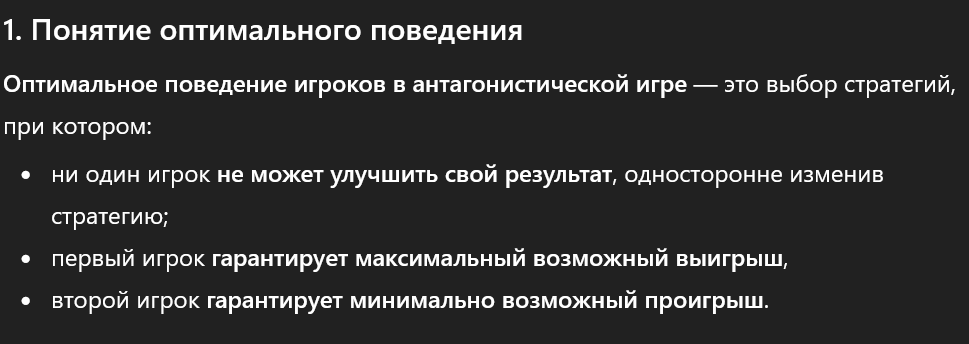 1. Понятие оптимального поведения
Оптимальное поведение игроков в антагонистической игре — это выбор стратегий,
при котором:
• ни один игрок не может улучшить свой результат, односторонне изменив
стратегию;
• первый игрок гарантирует максимальный возможный выигрыш,
• второй игрок гарантирует минимально возможный проигрыш.